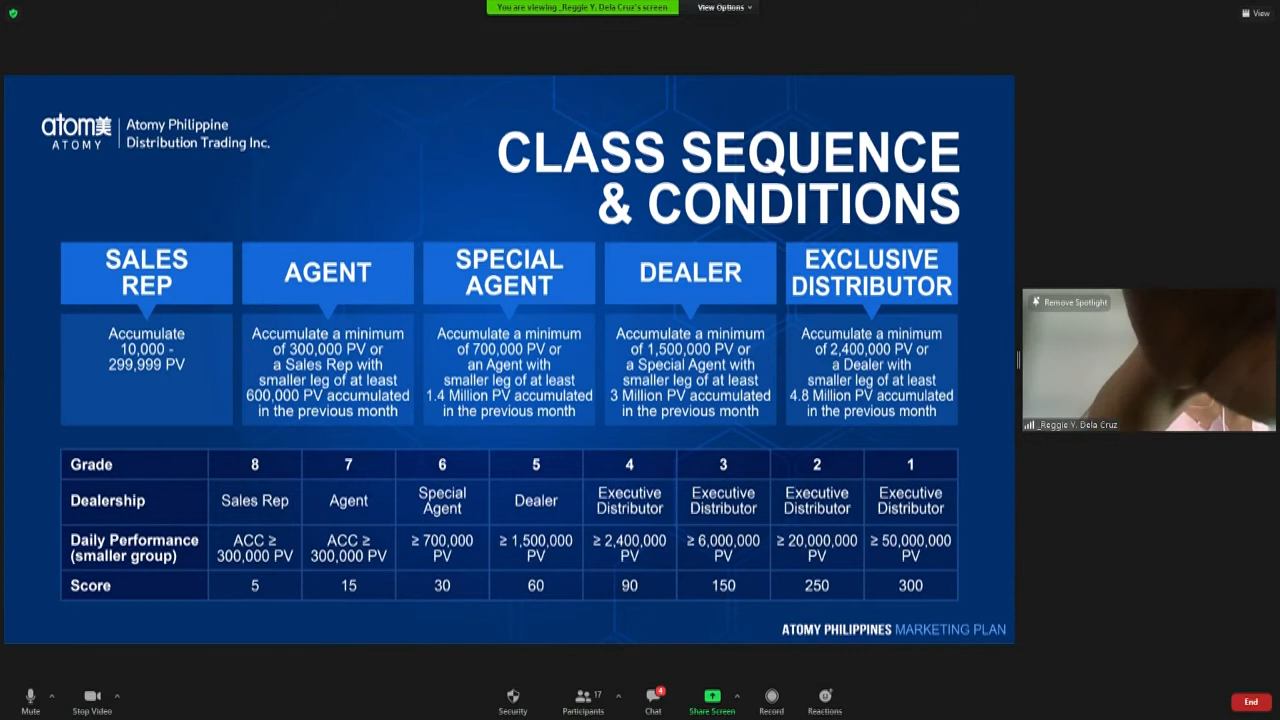 You are viewing _Reggie Y. Dela Cruz's screen
View Options
View
atom美
ATOMY
Atomy Philippine
Distribution Trading Inc.
CLASS SEQUENCE
& CONDITIONS
SALES
REP
AGENT
SPECIAL
AGENT
DEALER
EXCLUSIVE
DISTRIBUTOR
Accumulate
10,000 -
299,999 PV
Accumulate a minimum
of 300,000 PV or
a Sales Rep with
smaller leg of at least
600,000 PV accumulated
in the previous month
Accumulate a minimum
of 700,000 PV or
an Agent with
smaller leg of at least
1.4 Million PV accumulated
in the previous month
Accumulate a minimum
of 1,500,000 PV or
a Special Agent with
smaller leg of at least
3 Million PV accumulated
in the previous month
Accumulate a minimum
of 2,400,000 PV or
a Dealer with
smaller leg of at least
4.8 Million PV accumulated
in the previous month
Grade 8 7 6 5 4 3 2 1
Dealership Sales Rep Agent Special Agent Dealer Executive Distributor Executive Distributor Executive Distributor Executive Distributor
Daily Performance (smaller group) ACC ≥ 300,000 PV ACC ≥ 300,000 PV ≥ 700,000 PV ≥ 1,500,000 PV ≥ 2,400,000 PV ≥ 6,000,000 PV ≥ 20,000,000 PV ≥ 50,000,000 PV
Score 5 15 30 60 90 150 250 300
ATOMY PHILIPPINES MARKETING PLAN
Remove Spotlight
_Reggie Y. Dela Cruz
Mute
Stop Video
Security
17
Participants
4
Chat
Share Screen
Record
Reactions
End